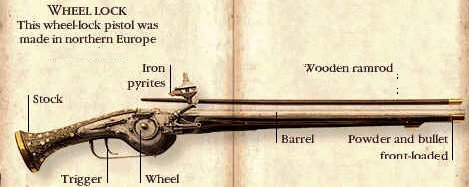 WHEEL LOCK
This wheel-lock pistol was
made in northern Europe
Iron
pyrites
Wooden ramrod
Stock
Barrel
Powder and bullet
front-loaded
Trigger
Wheel